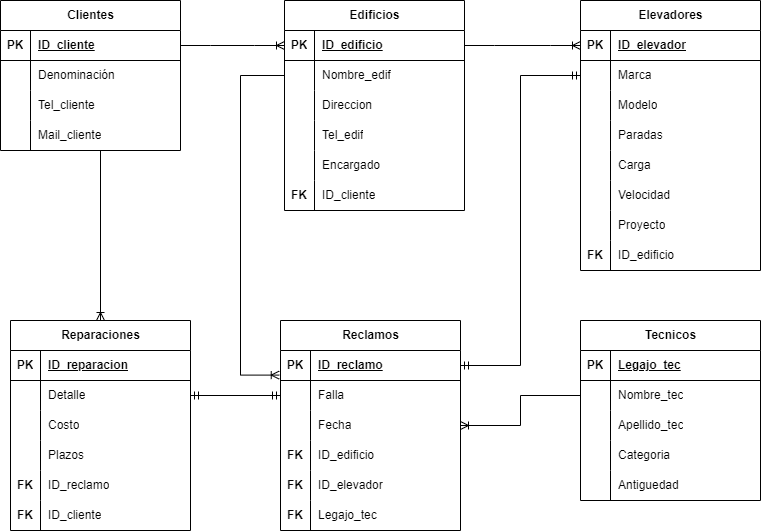 Clientes
PK ID_cliente
Denominación
Tel_cliente
Mail_cliente
Edificios
PK ID_edificio
Nombre_edif
Direccion
Tel_edif
Encargado
FK ID_cliente
Elevadores
PK ID_elevador
Marca
Modelo
Paradas
Carga
Velocidad
Proyecto
FK ID_edificio
Reparaciones
PK ID_reparacion
Detalle
Costo
Plazos
FK ID_reclamo
FK ID_cliente
Reclamos
PK ID_reclamo
Falla
Fecha
FK ID_edificio
FK ID_elevador
FK Legajo_tec
Tecnicos
PK Legajo_tec
Nombre_tec
Apellido_tec
Categoria
Antiguedad